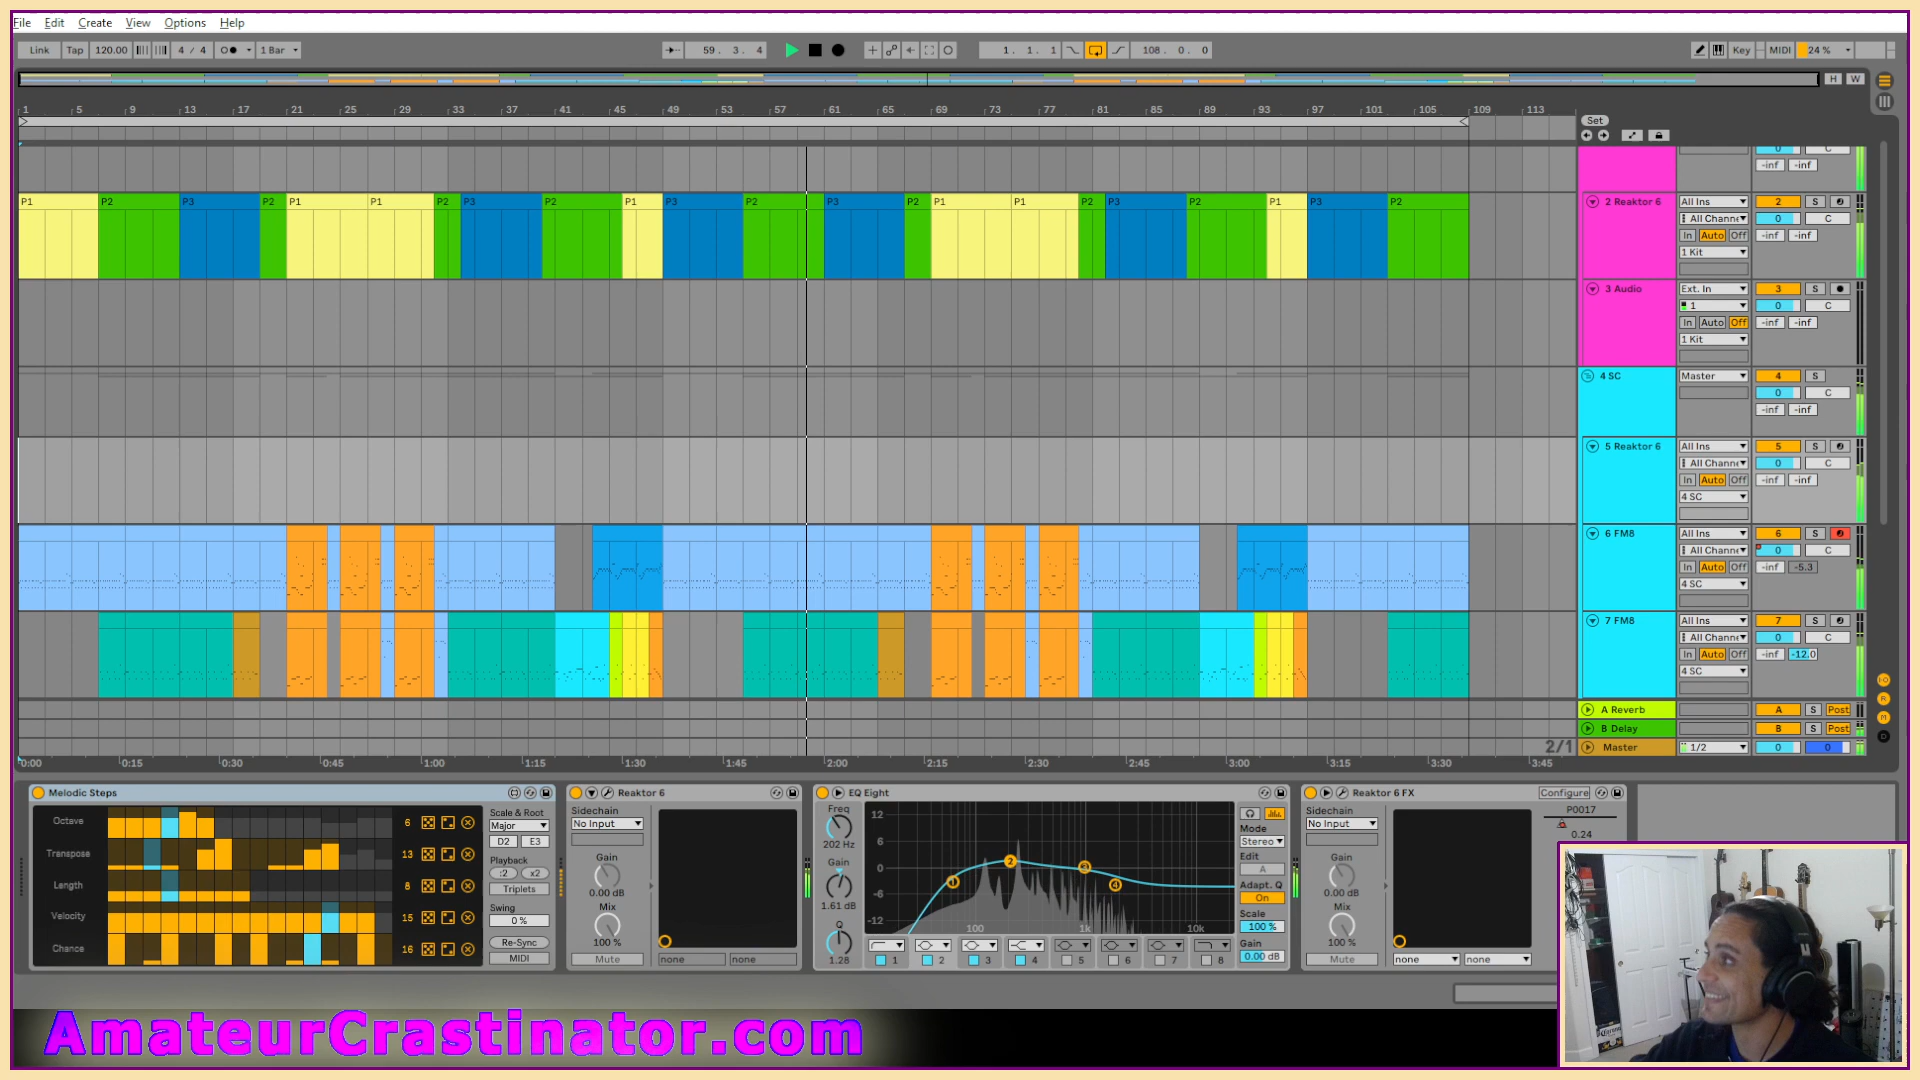 File Edit Create View Options Help
Link Tap 120.00 4 / 4 1 Bar 59. 3. 4 1. 1. 1 108. 0. 0 Key MIDI 24 %
H W
1 5 9 13 17 21 25 29 33 37 41 45 49 53 57 61 65 69 73 77 81 85 89 93 97 101 105 109 113
Set
0 C
-inf -inf
P1 P2 P3 P2 P1 P1 P2 P3 P2 P1 P3 P2 P3 P2 P1 P1 P2 P3 P2 P1 P3 P2
2 Reaktor 6 All Ins 2 S
All Channe 0 C
In Auto Off -inf -inf
1 Kit
3 Audio Ext. In 3 S
1 0 C
In Auto Off -inf -inf
1 Kit
4 SC Master 4 S
0 C
-inf -inf
5 Reaktor 6 All Ins 5 S
All Channe 0 C
In Auto Off -inf -inf
4 SC
6 FM8 All Ins 6 S
All Channe 0 C
In Auto Off -inf -5.3
4 SC
7 FM8 All Ins 7 S
All Channe 0 C
In Auto Off -inf -12.0
4 SC
A Reverb A S Post
B Delay B S Post
2/1 Master 1/2 0 0
0:00 0:15 0:30 0:45 1:00 1:15 1:30 1:45 2:00 2:15 2:30 2:45 3:00 3:15 3:30 3:45
Melodic Steps
Octave 6
Transpose 13
Length 8
Velocity 15
Chance 16
Scale & Root
Major
D2 E3
Playback
:2 x2
Triplets
Swing
0 %
Re-Sync
MIDI
Reaktor 6
Sidechain
No Input
Gain
0.00 dB
Mix
100 %
Mute none none
EQ Eight
Freq
202 Hz
Gain
1.61 dB
Q
1.28
12
6
0
-6
-12
100 1k 10k
1 2 3 4
1 2 3 4 5 6 7 8
Mode
Stereo
Edit
A
Adapt. Q
On
Scale
100 %
Gain
0.00 dB
Reaktor 6 FX Configure
Sidechain
No Input
Gain
0.00 dB
Mix
100 %
Mute none none
P0017
0.24
AmateurCrastinator.com